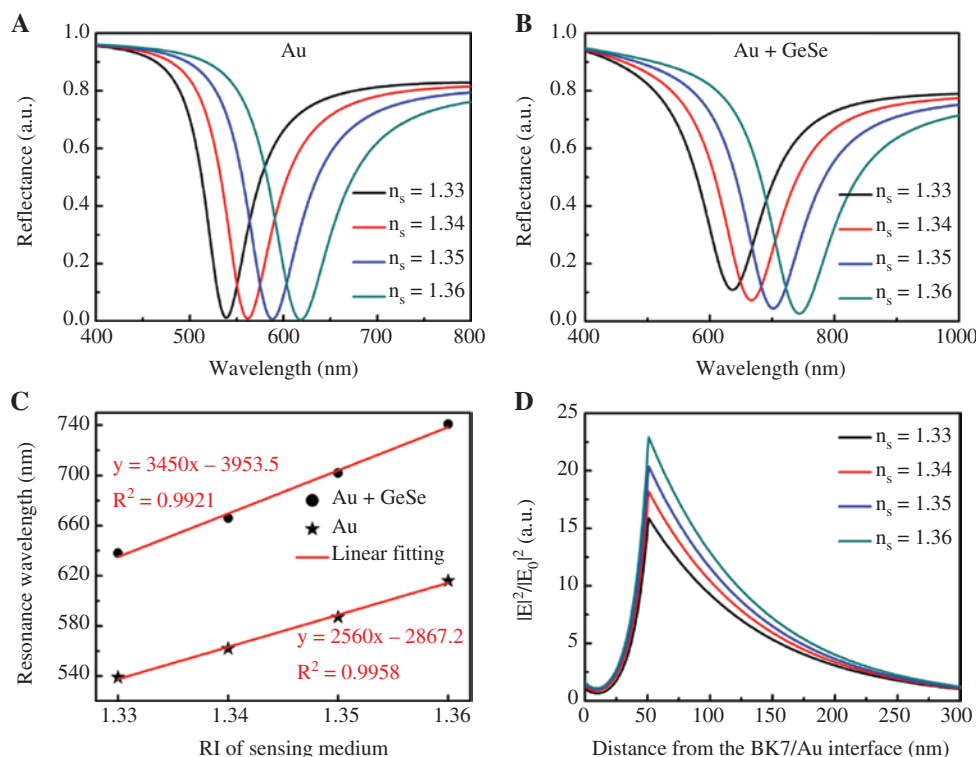 A
Au
1.0
0.8
0.6
0.4
0.2
0.0
Reflectance (a.u.)
n_s = 1.33
n_s = 1.34
n_s = 1.35
n_s = 1.36
400 500 600 700 800
Wavelength (nm)
B
Au + GeSe
1.0
0.8
0.6
0.4
0.2
0.0
Reflectance (a.u.)
n_s = 1.33
n_s = 1.34
n_s = 1.35
n_s = 1.36
400 600 800 1000
Wavelength (nm)
C
740
700
660
620
580
540
Resonance wavelength (nm)
y = 3450x – 3953.5
R² = 0.9921
Au + GeSe
Au
Linear fitting
y = 2560x – 2867.2
R² = 0.9958
1.33 1.34 1.35 1.36
RI of sensing medium
D
25
20
15
10
5
0
|E|²/|E₀|² (a.u.)
n_s = 1.33
n_s = 1.34
n_s = 1.35
n_s = 1.36
0 50 100 150 200 250 300
Distance from the BK7/Au interface (nm)